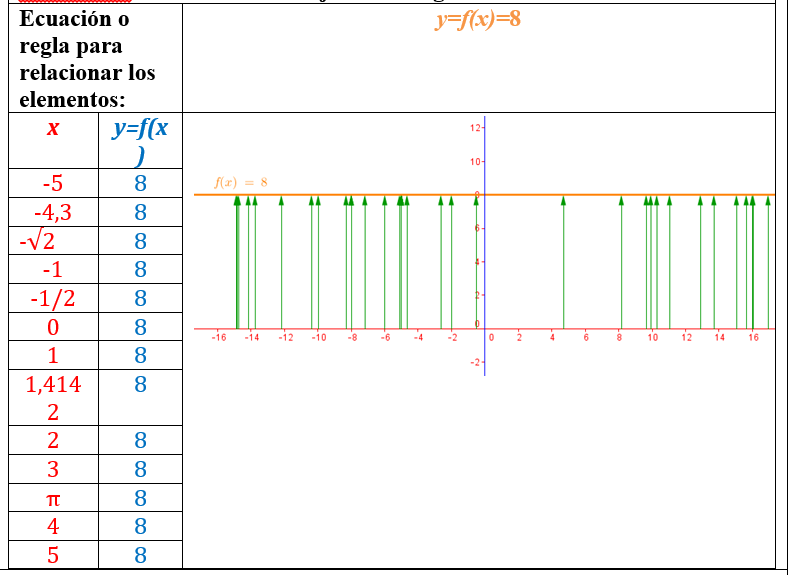 Ecuación o
regla para
relacionar los
elementos:
y=f(x)=8
x
y=f(x
)
-5 8
-4,3 8
-√2 8
-1 8
-1/2 8
0 8
1 8
1,414 8
2
2 8
3 8
π 8
4 8
5 8
f(x) = 8
12
10
8
6
4
2
0
-2
-16 -14 -12 -10 -8 -6 -4 -2 0 2 4 6 8 10 12 14 16